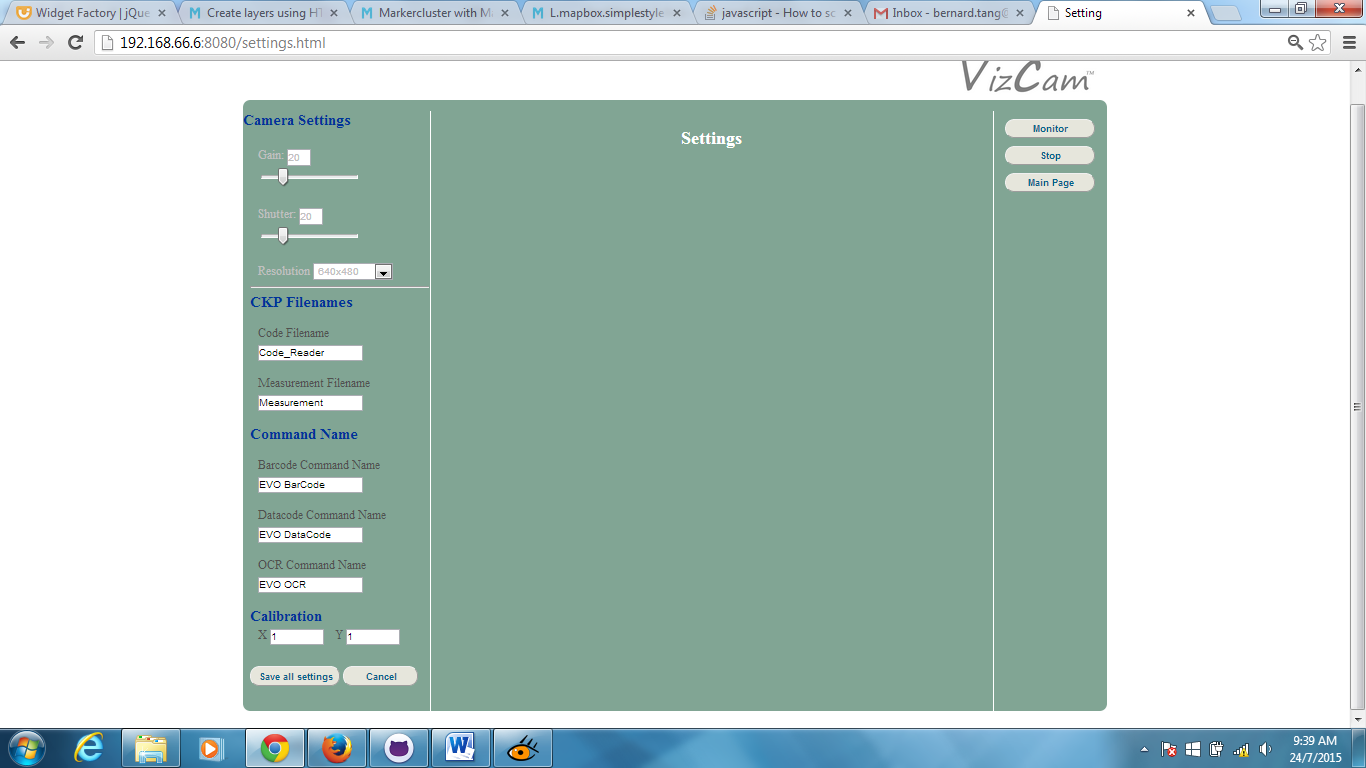 Widget Factory | jQue
Create layers using HT
Markercluster with Ma
L.mapbox.simplestyle
javascript - How to sc
Inbox - bernard.tang@
Setting
192.168.66.6:8080/settings.html
VizCam™
Camera Settings
Settings
Monitor
Stop
Main Page
Gain: 20
Shutter: 20
Resolution 640x480
CKP Filenames
Code Filename
Code_Reader
Measurement Filename
Measurement
Command Name
Barcode Command Name
EVO BarCode
Datacode Command Name
EVO DataCode
OCR Command Name
EVO OCR
Calibration
X 1 Y 1
Save all settings Cancel
9:39 AM
24/7/2015